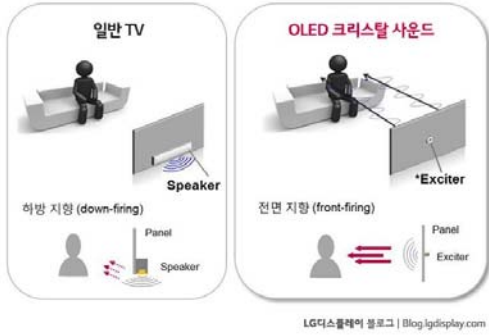 일반 TV
Speaker
하방 지향 (down-firing)
Panel
Speaker
OLED 크리스탈 사운드
*Exciter
전면 지향 (front-firing)
Panel
Exciter
LG디스플레이 블로그 | Blog.lgdisplay.com